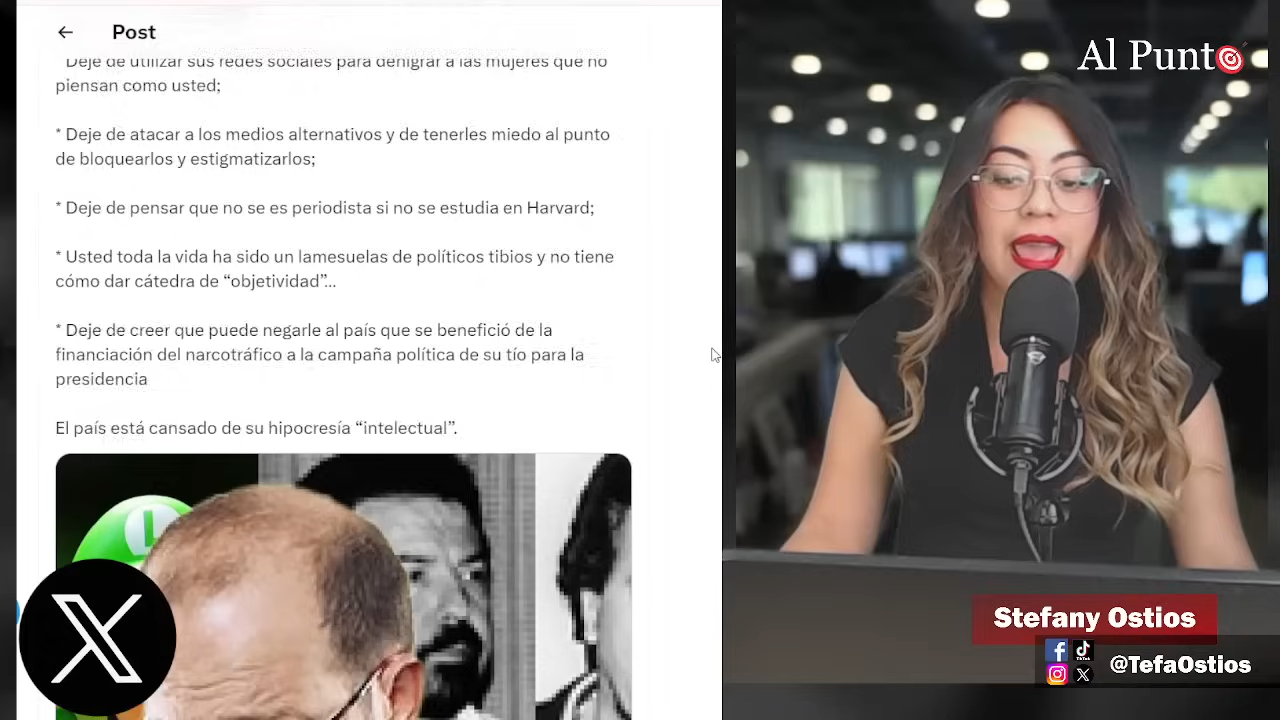 Post
* Deje de utilizar sus redes sociales para denigrar a las mujeres que no
piensan como usted;
* Deje de atacar a los medios alternativos y de tenerles miedo al punto
de bloquearlos y estigmatizarlos;
* Deje de pensar que no se es periodista si no se estudia en Harvard;
* Usted toda la vida ha sido un lamesuelas de políticos tibios y no tiene
cómo dar cátedra de “objetividad”...
* Deje de creer que puede negarle al país que se benefició de la
financiación del narcotráfico a la campaña política de su tío para la
presidencia
El país está cansado de su hipocresía “intelectual”.
L
Al Punto
Stefany Ostios
@TefaOstios